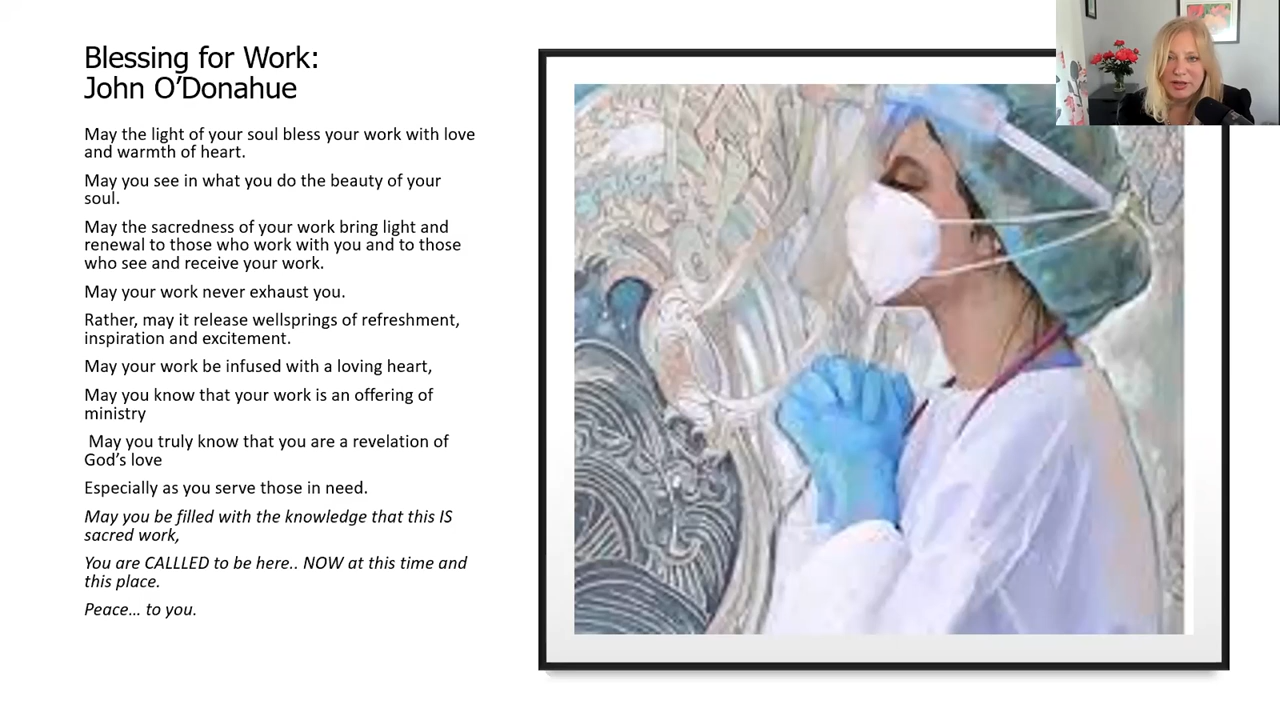 Blessing for Work:
John O’Donahue
May the light of your soul bless your work with love
and warmth of heart.
May you see in what you do the beauty of your
soul.
May the sacredness of your work bring light and
renewal to those who work with you and to those
who see and receive your work.
May your work never exhaust you.
Rather, may it release wellsprings of refreshment,
inspiration and excitement.
May your work be infused with a loving heart,
May you know that your work is an offering of
ministry
May you truly know that you are a revelation of
God’s love
Especially as you serve those in need.
May you be filled with the knowledge that this IS
sacred work,
You are CALLLED to be here.. NOW at this time and
this place.
Peace… to you.